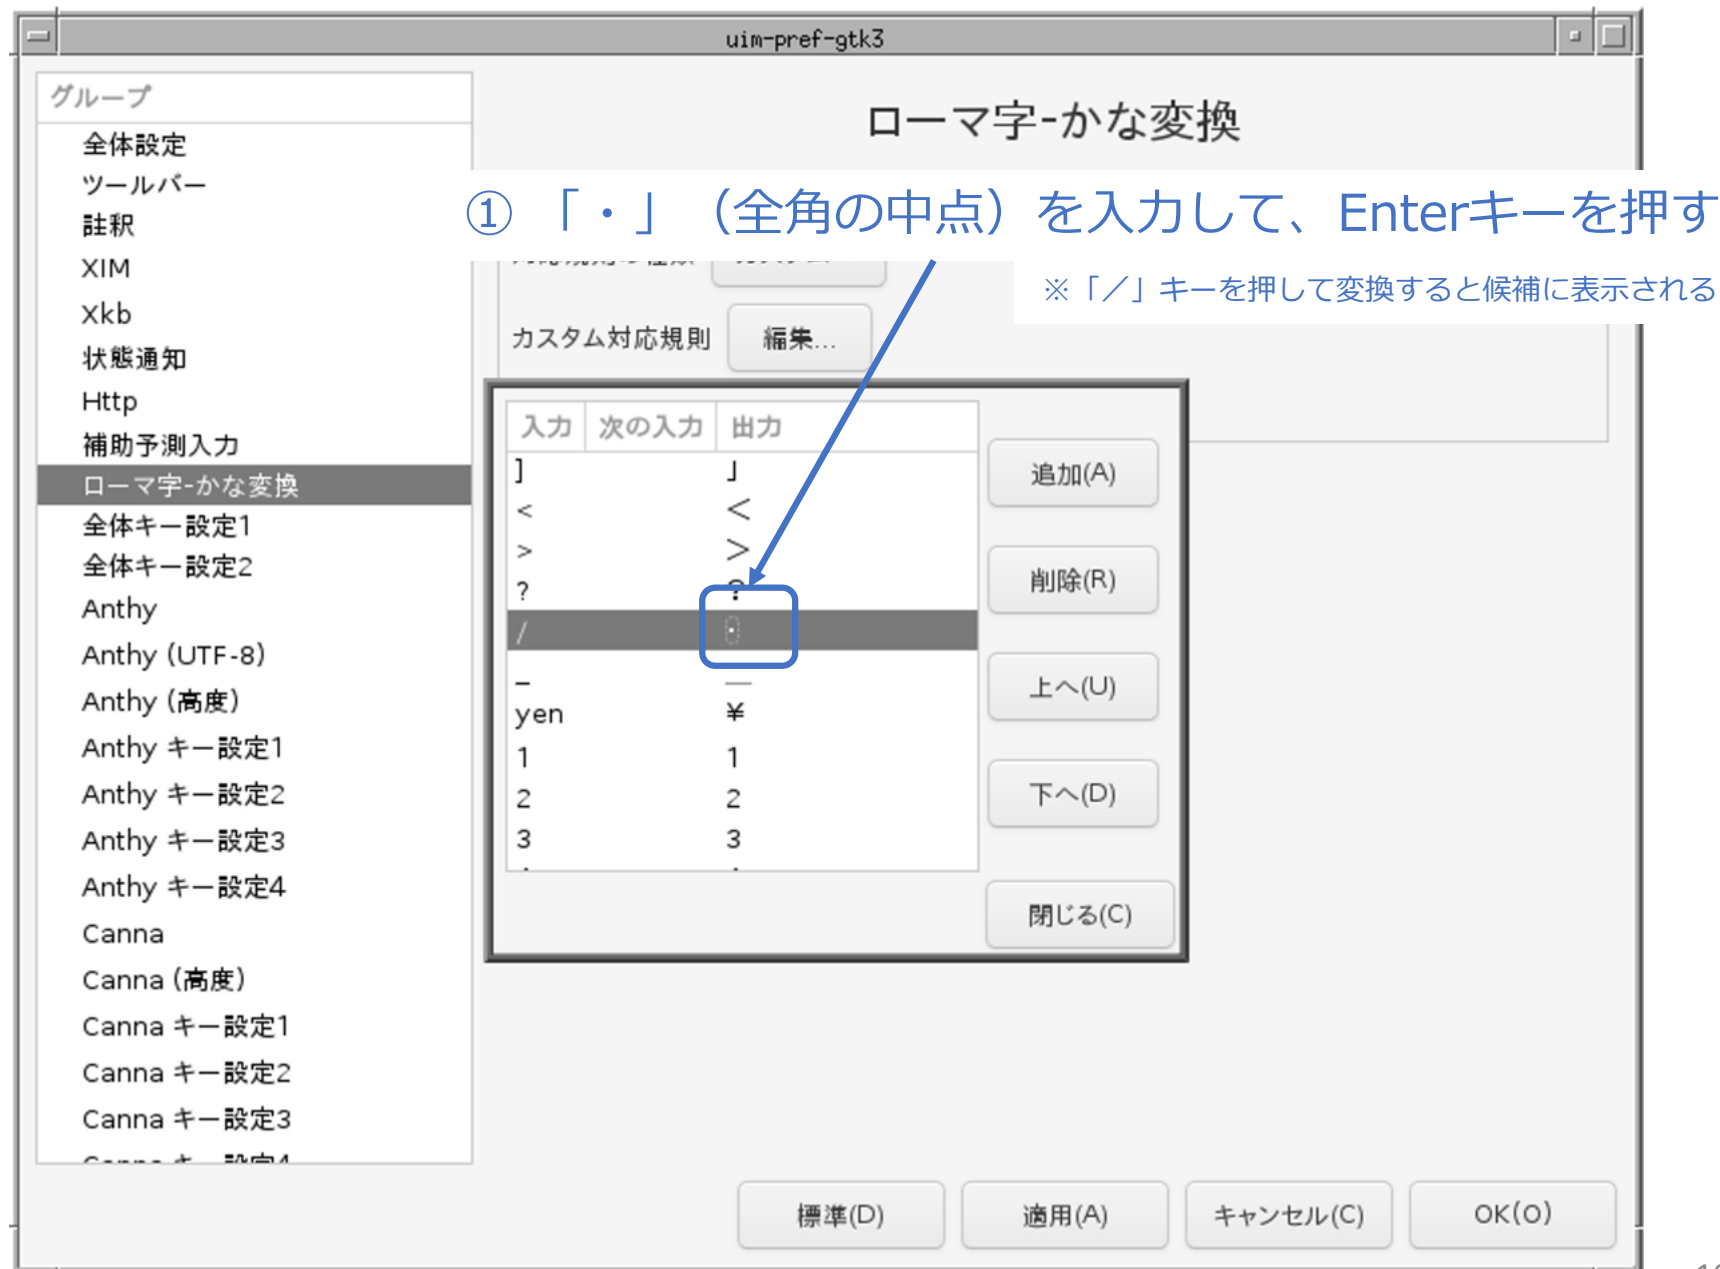 uim-pref-gtk3
グループ
全体設定
ツールバー
註釈
XIM
Xkb
状態通知
Http
補助予測入力
ローマ字-かな変換
全体キー設定1
全体キー設定2
Anthy
Anthy (UTF-8)
Anthy (高度)
Anthy キー設定1
Anthy キー設定2
Anthy キー設定3
Anthy キー設定4
Canna
Canna (高度)
Canna キー設定1
Canna キー設定2
Canna キー設定3
Canna キー設定4
ローマ字-かな変換
① 「・」（全角の中点）を入力して、Enterキーを押す
※「／」キーを押して変換すると候補に表示される
カスタム対応規則 編集...
入力 次の入力 出力
] 」
< ＜
> ＞
? ？
/ ・
_ ＿
yen ￥
1 1
2 2
3 3
追加(A)
削除(R)
上へ(U)
下へ(D)
閉じる(C)
標準(D) 適用(A) キャンセル(C) OK(O)